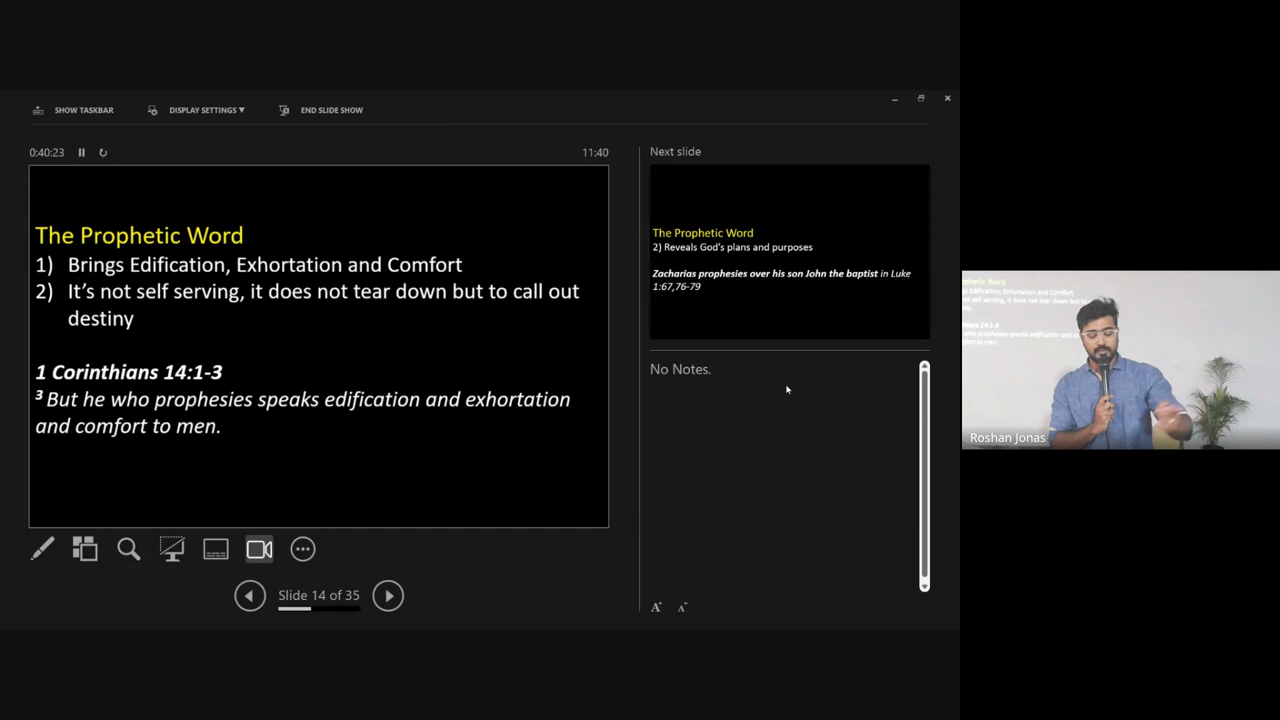 SHOW TASKBAR
DISPLAY SETTINGS ▼
END SLIDE SHOW
0:40:23
11:40
The Prophetic Word
1) Brings Edification, Exhortation and Comfort
2) It's not self serving, it does not tear down but to call out
destiny
1 Corinthians 14:1-3
3 But he who prophesies speaks edification and exhortation
and comfort to men.
Slide 14 of 35
Next slide
The Prophetic Word
2) Reveals God's plans and purposes
Zacharias prophesies over his son John the baptist in Luke
1:67,76-79
No Notes.
A A
Roshan Jonas